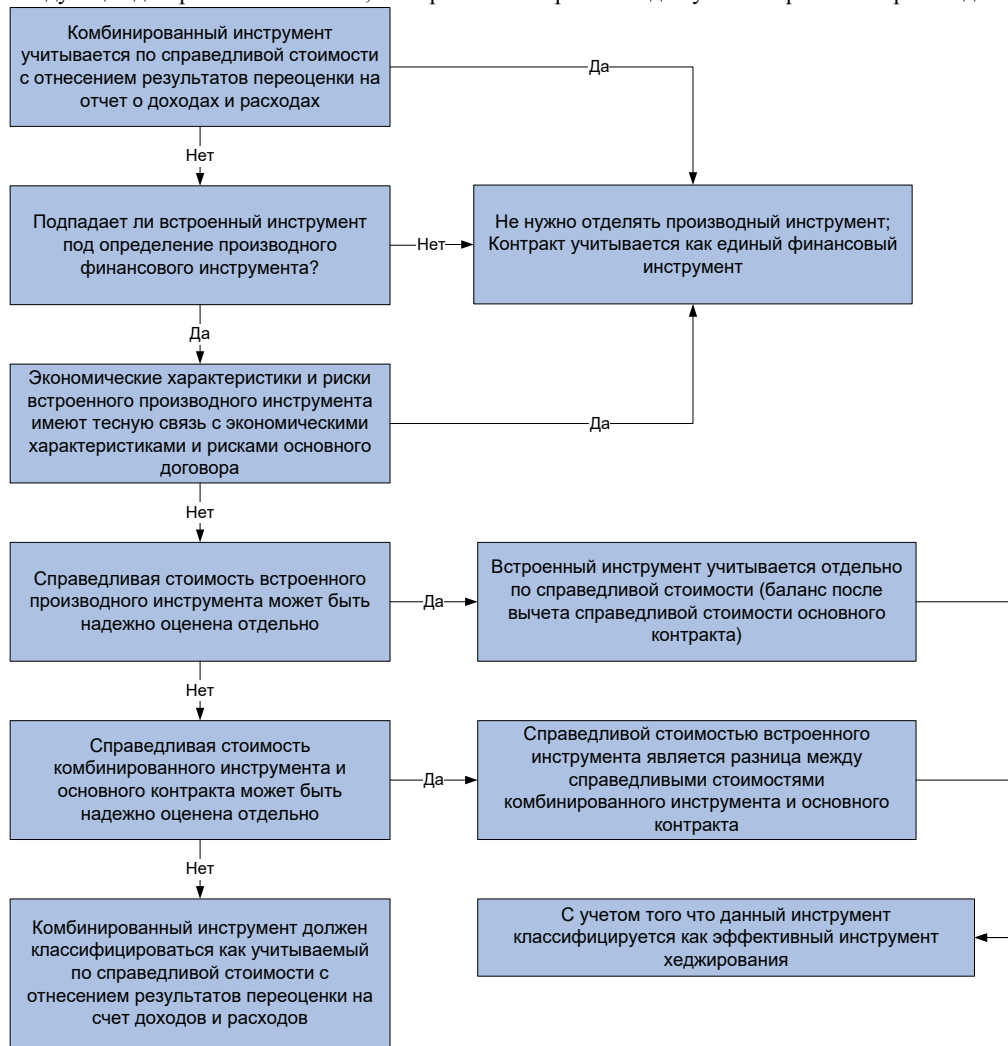 Комбинированный инструмент
учитывается по справедливой стоимости
с отнесением результатов переоценки на
отчет о доходах и расходах
Да
Нет
Подпадает ли встроенный инструмент
под определение производного
финансового инструмента?
Нет
Не нужно отделять производный инструмент;
Контракт учитывается как единый финансовый
инструмент
Да
Экономические характеристики и риски
встроенного производного инструмента
имеют тесную связь с экономическими
характеристиками и рисками основного
договора
Да
Нет
Справедливая стоимость встроенного
производного инструмента может быть
надежно оценена отдельно
Да
Встроенный инструмент учитывается отдельно
по справедливой стоимости (баланс после
вычета справедливой стоимости основного
контракта)
Нет
Справедливая стоимость
комбинированного инструмента и
основного контракта может быть
надежно оценена отдельно
Да
Справедливой стоимостью встроенного
инструмента является разница между
справедливыми стоимостями
комбинированного инструмента и основного
контракта
Нет
Комбинированный инструмент должен
классифицироваться как учитываемый
по справедливой стоимости с
отнесением результатов переоценки на
счет доходов и расходов
С учетом того что данный инструмент
классифицируется как эффективный инструмент
хеджирования